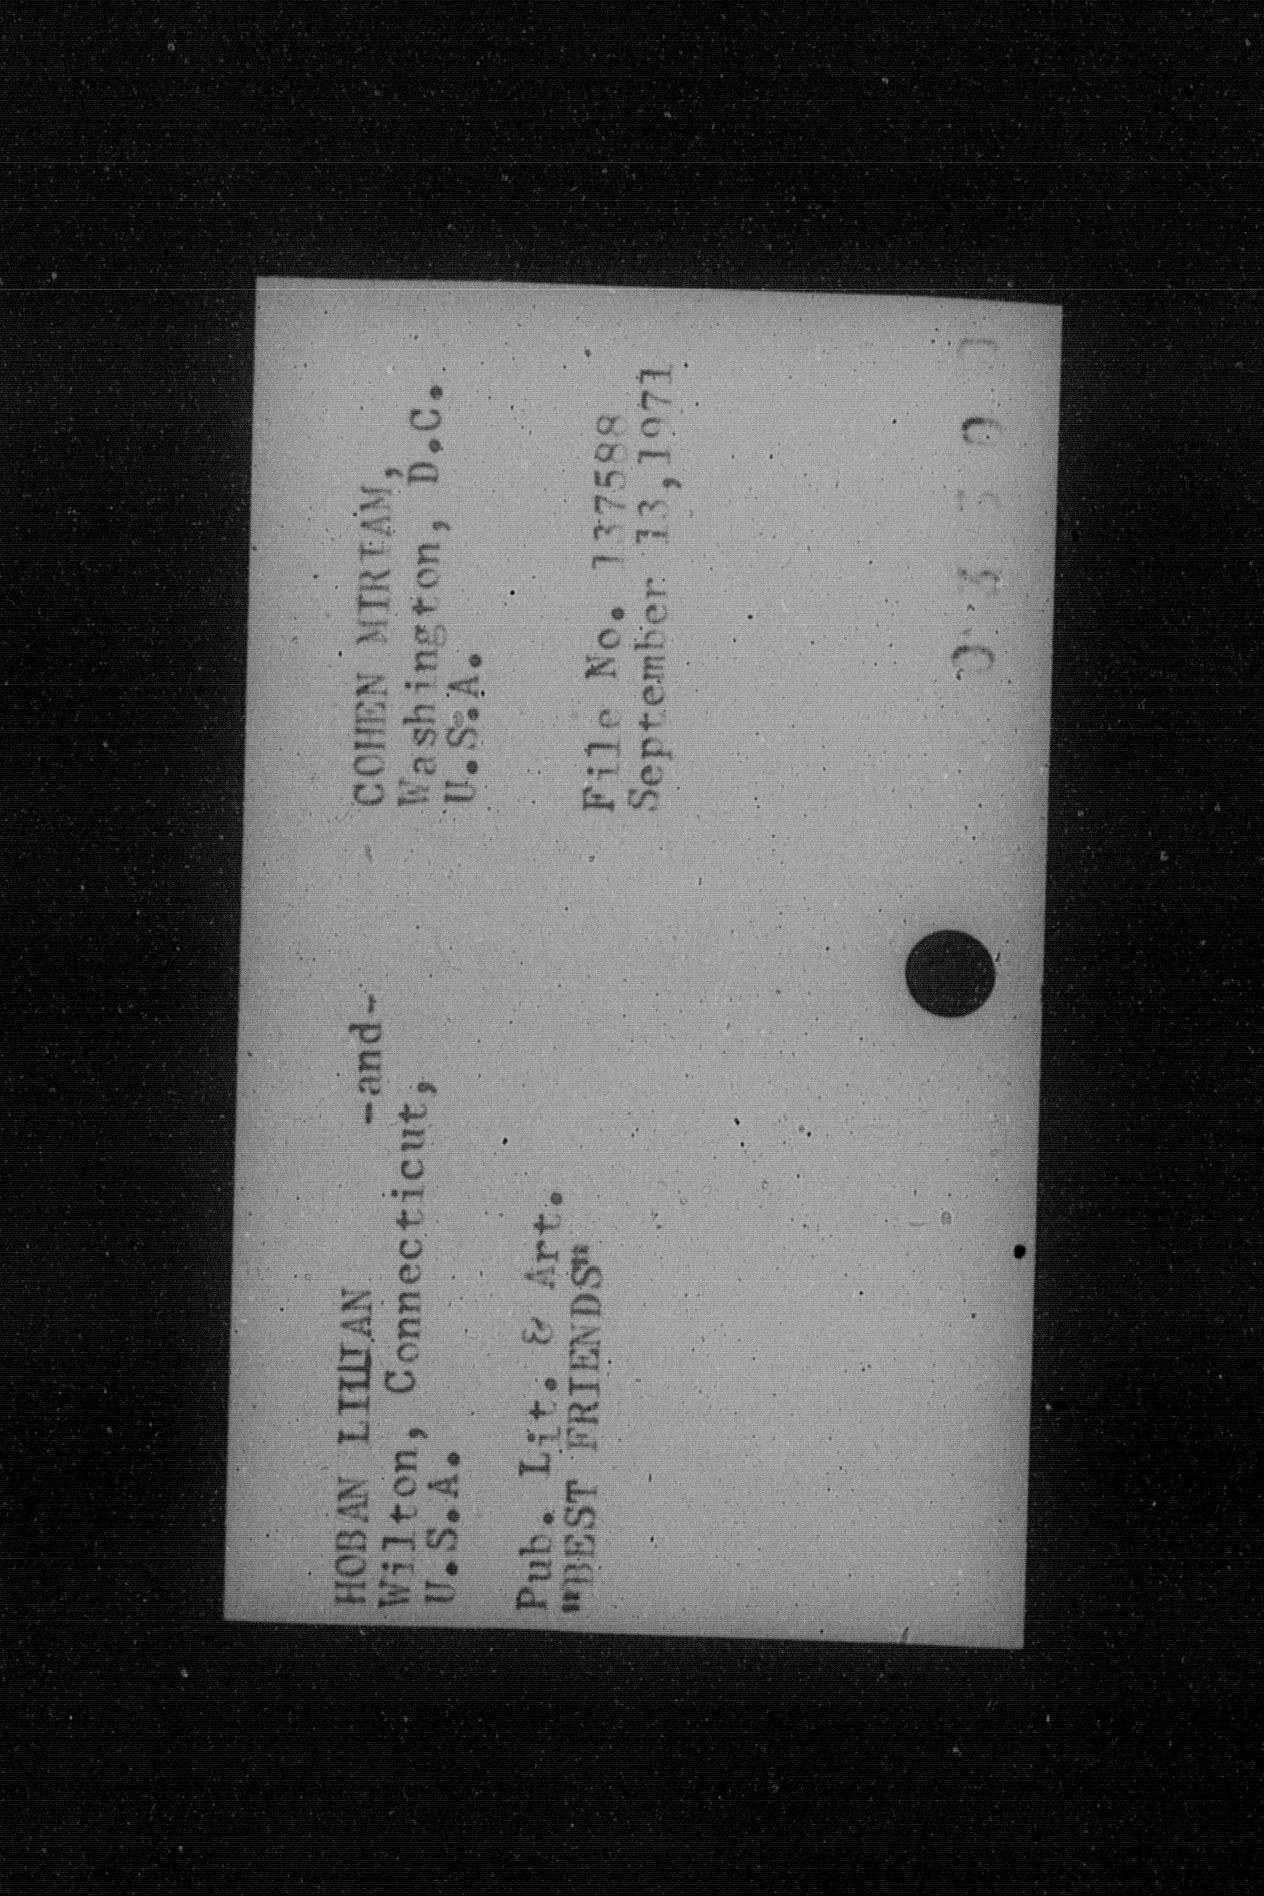 HOBAN LILLIAN
Wilton, Connecticut,
U.S.A.
-and-
COHEN MIRIAM,
Washington, D.C.
U.S.A.
Pub. Lit. & Art.
"BEST FRIENDS"
File No. 137588
September 13,1971